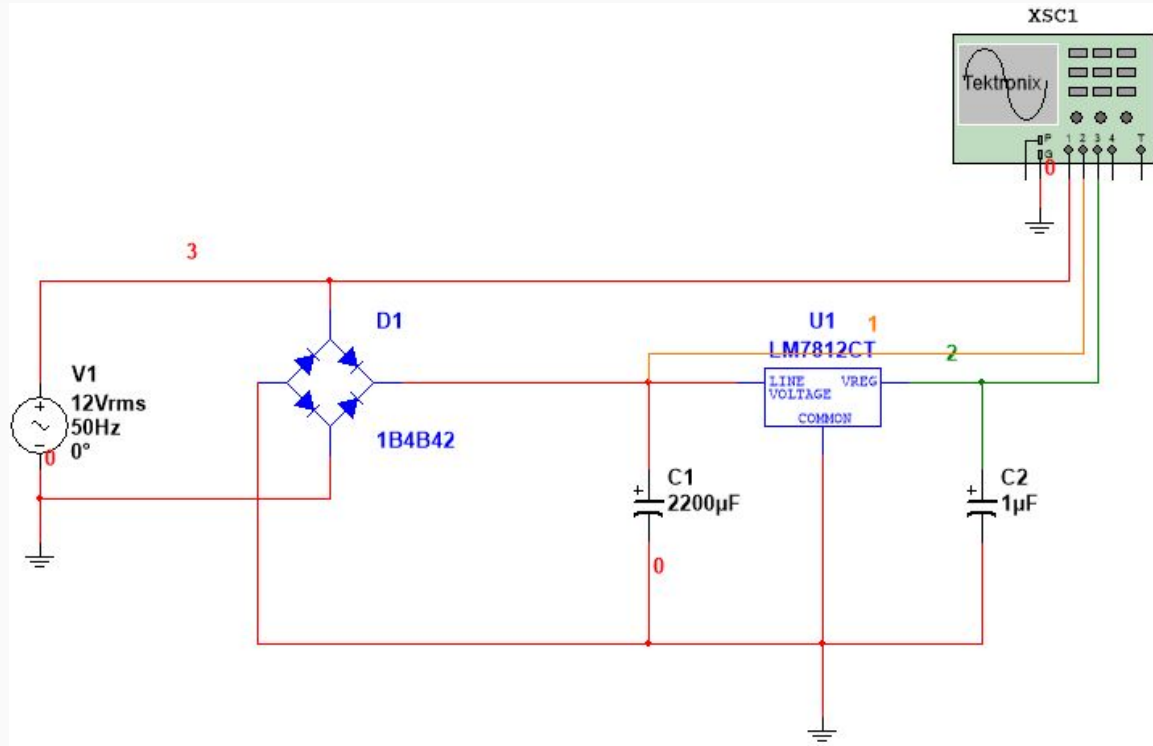 XSC1
Tektronix
P
G
1 2 3 4 T
0
3
D1
U1
1
LM7812CT
2
V1
12Vrms
50Hz
0°
0
LINE VREG
VOLTAGE
COMMON
1B4B42
C1
2200µF
C2
1µF
0
+
+
+